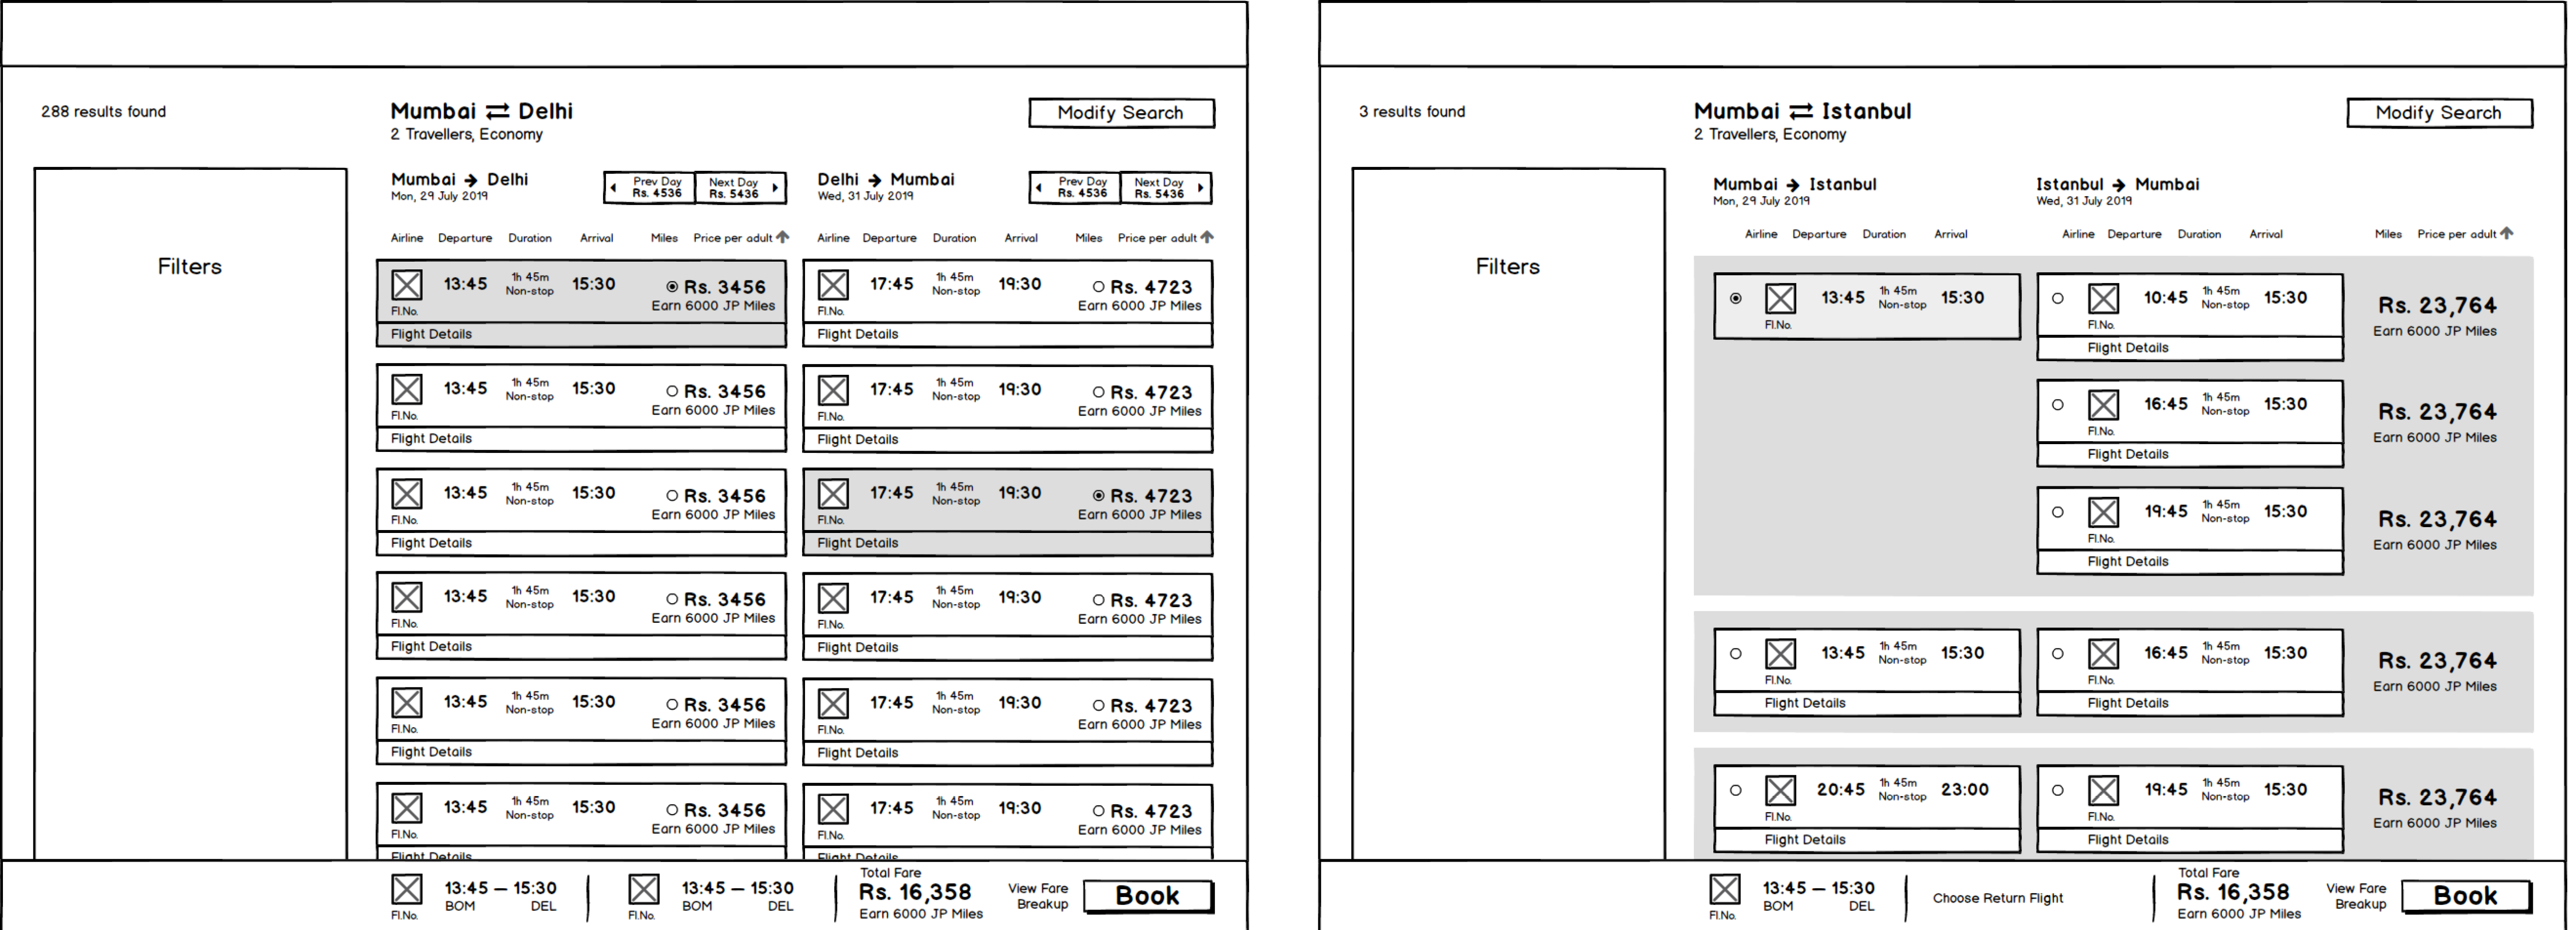 288 results found
Mumbai ⇄ Delhi
2 Travellers, Economy
Modify Search
Filters
Mumbai → Delhi
Mon, 29 July 2019
Prev Day
Rs. 4536
Next Day
Rs. 5436
Delhi → Mumbai
Wed, 31 July 2019
Prev Day
Rs. 4536
Next Day
Rs. 5436
Airline Departure Duration Arrival Miles Price per adult
Airline Departure Duration Arrival Miles Price per adult
13:45 1h 45m 15:30 Rs. 3456
Non-stop
Earn 6000 JP Miles
Fl.No.
Flight Details
17:45 1h 45m 19:30 Rs. 4723
Non-stop
Earn 6000 JP Miles
Fl.No.
Flight Details
13:45 1h 45m 15:30 Rs. 3456
Non-stop
Earn 6000 JP Miles
Fl.No.
Flight Details
17:45 1h 45m 19:30 Rs. 4723
Non-stop
Earn 6000 JP Miles
Fl.No.
Flight Details
13:45 1h 45m 15:30 Rs. 3456
Non-stop
Earn 6000 JP Miles
Fl.No.
Flight Details
17:45 1h 45m 19:30 Rs. 4723
Non-stop
Earn 6000 JP Miles
Fl.No.
Flight Details
13:45 1h 45m 15:30 Rs. 3456
Non-stop
Earn 6000 JP Miles
Fl.No.
Flight Details
17:45 1h 45m 19:30 Rs. 4723
Non-stop
Earn 6000 JP Miles
Fl.No.
Flight Details
13:45 1h 45m 15:30 Rs. 3456
Non-stop
Earn 6000 JP Miles
Fl.No.
Flight Details
17:45 1h 45m 19:30 Rs. 4723
Non-stop
Earn 6000 JP Miles
Fl.No.
Flight Details
13:45 1h 45m 15:30 Rs. 3456
Non-stop
Earn 6000 JP Miles
Fl.No.
Flight Details
17:45 1h 45m 19:30 Rs. 4723
Non-stop
Earn 6000 JP Miles
Fl.No.
Flight Details
13:45 — 15:30
BOM DEL
Fl.No.
13:45 — 15:30
BOM DEL
Fl.No.
Total Fare
Rs. 16,358
Earn 6000 JP Miles
View Fare
Breakup
Book
3 results found
Mumbai ⇄ Istanbul
2 Travellers, Economy
Modify Search
Filters
Mumbai → Istanbul
Mon, 29 July 2019
Istanbul → Mumbai
Wed, 31 July 2019
Airline Departure Duration Arrival
Airline Departure Duration Arrival
Miles Price per adult
13:45 1h 45m 15:30
Non-stop
Fl.No.
10:45 1h 45m 15:30
Non-stop
Fl.No.
Flight Details
Rs. 23,764
Earn 6000 JP Miles
16:45 1h 45m 15:30
Non-stop
Fl.No.
Flight Details
Rs. 23,764
Earn 6000 JP Miles
19:45 1h 45m 15:30
Non-stop
Fl.No.
Flight Details
Rs. 23,764
Earn 6000 JP Miles
13:45 1h 45m 15:30
Non-stop
Fl.No.
Flight Details
16:45 1h 45m 15:30
Non-stop
Fl.No.
Flight Details
Rs. 23,764
Earn 6000 JP Miles
20:45 1h 45m 23:00
Non-stop
Fl.No.
Flight Details
19:45 1h 45m 15:30
Non-stop
Fl.No.
Flight Details
Rs. 23,764
Earn 6000 JP Miles
13:45 — 15:30
BOM DEL
Fl.No.
Choose Return Flight
Total Fare
Rs. 16,358
Earn 6000 JP Miles
View Fare
Breakup
Book